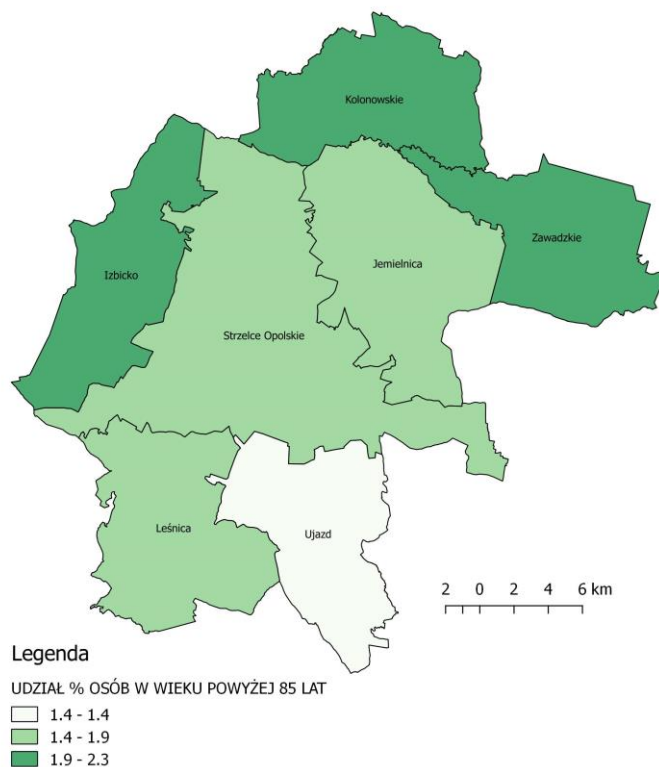 Kolonowskie
Zawadzkie
Izbicko
Jemielnica
Strzelce Opolskie
Leśnica
Ujazd
2 0 2 4 6 km
Legenda
UDZIAŁ % OSÓB W WIEKU POWYŻEJ 85 LAT
1.4 - 1.4
1.4 - 1.9
1.9 - 2.3